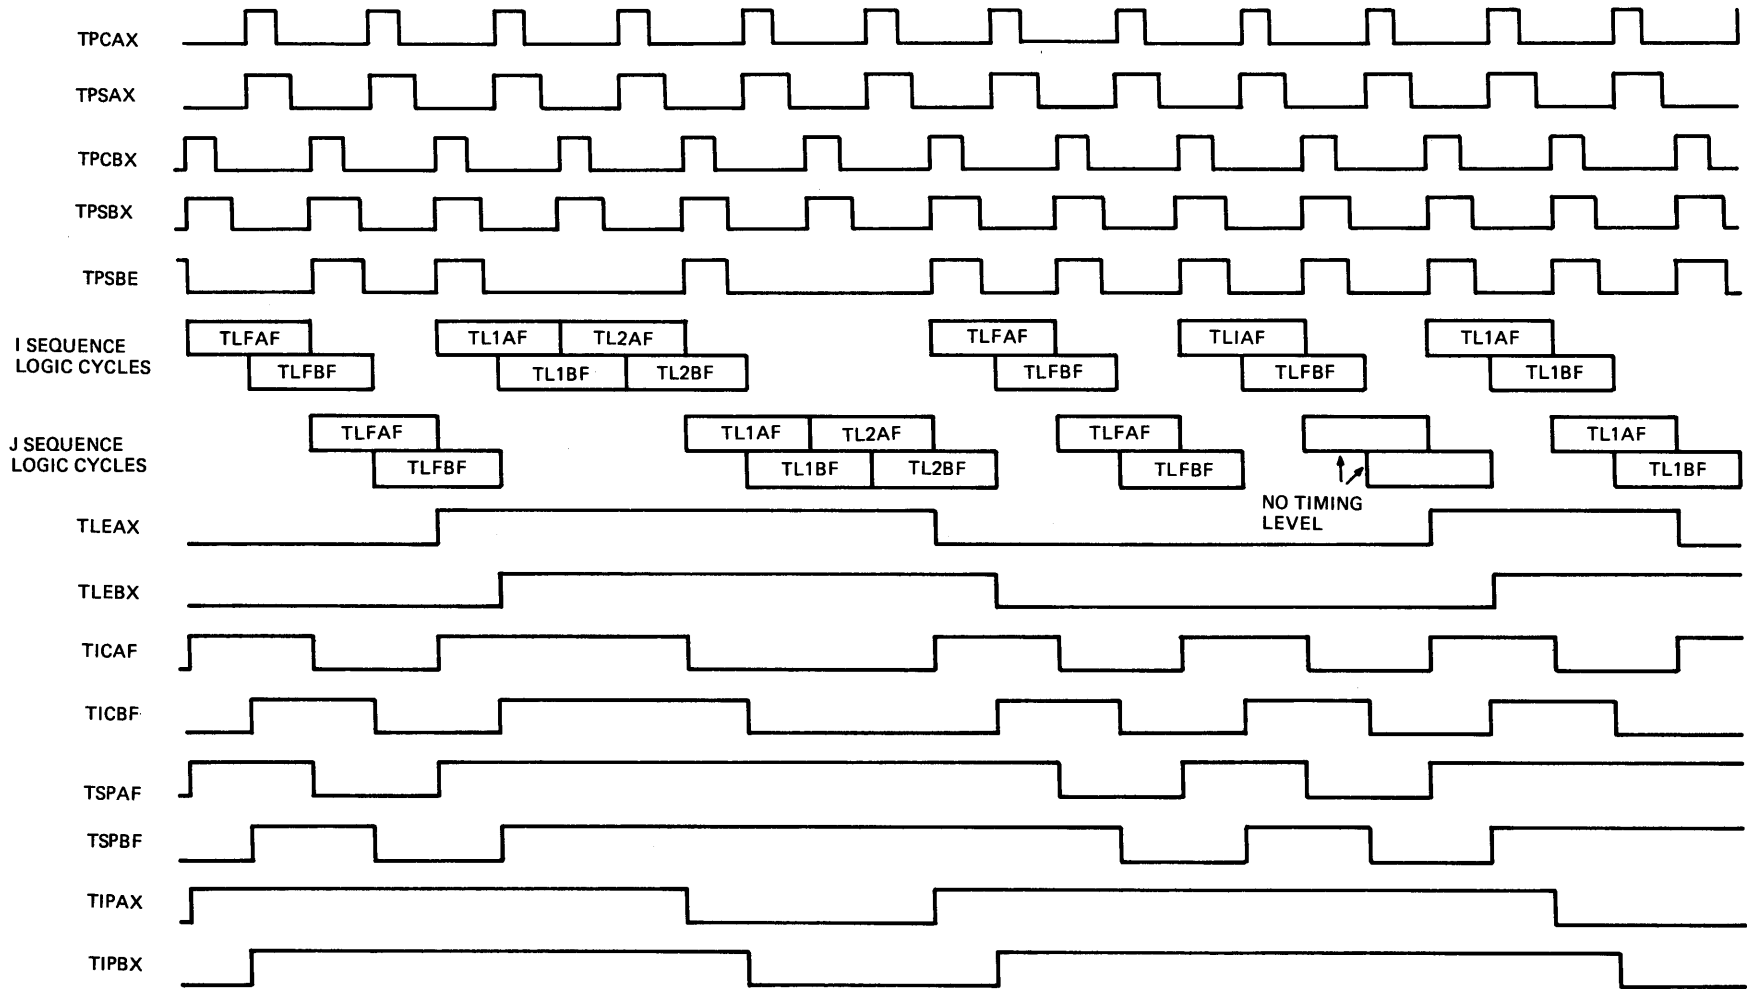 TPCAX
TPSAX
TPCBX
TPSBX
TPSBE
I SEQUENCE
LOGIC CYCLES
TLFAF TL1AF TL2AF TLFAF TLIAF TL1AF
TLFBF TL1BF TL2BF TLFBF TLFBF TL1BF
J SEQUENCE
LOGIC CYCLES
TLFAF TL1AF TL2AF TLFAF TL1AF
TLFBF TL1BF TL2BF TLFBF TL1BF
NO TIMING
LEVEL
TLEAX
TLEBX
TICAF
TICBF
TSPAF
TSPBF
TIPAX
TIPBX